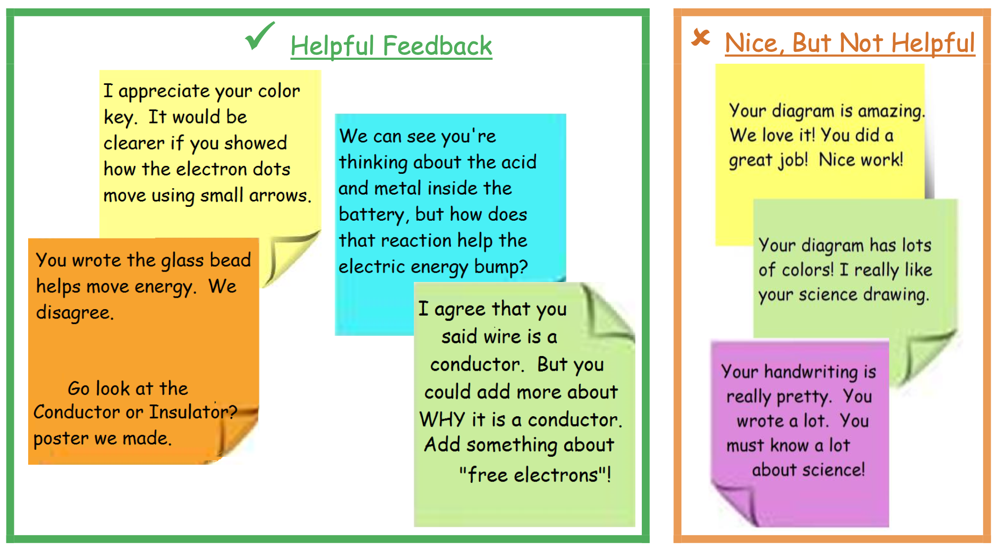 ✓ Helpful Feedback
I appreciate your color
key.  It would be
clearer if you showed
how the electron dots
move using small arrows.
You wrote the glass bead
helps move energy.  We
disagree.
Go look at the
Conductor or Insulator?
poster we made.
We can see you're
thinking about the acid
and metal inside the
battery, but how does
that reaction help the
electric energy bump?
I agree that you
said wire is a
conductor.  But you
could add more about
WHY it is a conductor.
Add something about
"free electrons"!
✘ Nice, But Not Helpful
Your diagram is amazing.
We love it! You did a
great job!  Nice work!
Your diagram has lots
of colors! I really like
your science drawing.
Your handwriting is
really pretty.  You
wrote a lot.  You
must know a lot
about science!